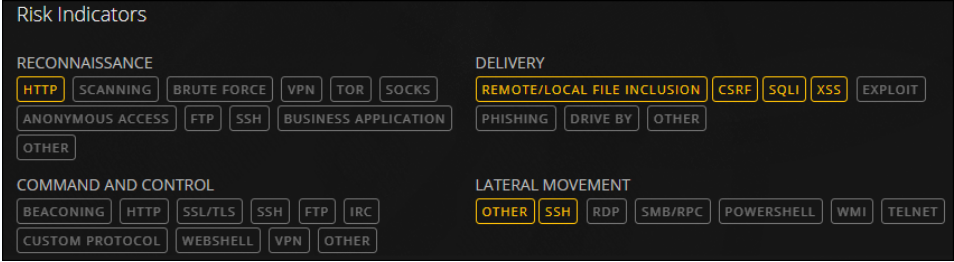 Risk Indicators
RECONNAISSANCE
HTTP SCANNING BRUTE FORCE VPN TOR SOCKS
ANONYMOUS ACCESS FTP SSH BUSINESS APPLICATION
OTHER
DELIVERY
REMOTE/LOCAL FILE INCLUSION CSRF SQLI XSS EXPLOIT
PHISHING DRIVE BY OTHER
COMMAND AND CONTROL
BEACONING HTTP SSL/TLS SSH FTP IRC
CUSTOM PROTOCOL WEBSHELL VPN OTHER
LATERAL MOVEMENT
OTHER SSH RDP SMB/RPC POWERSHELL WMI TELNET